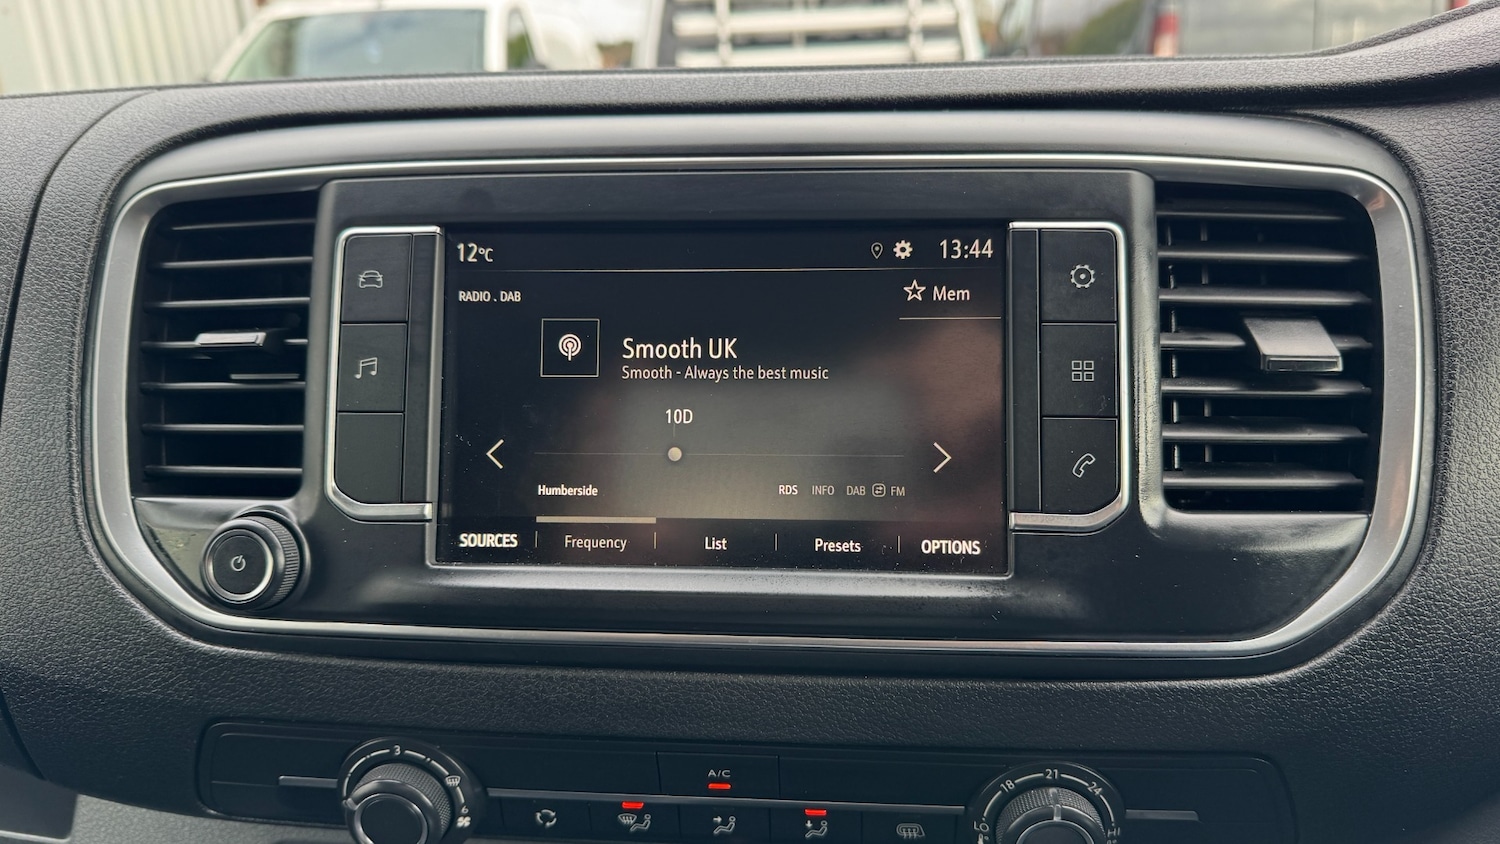 12°C 13:44
RADIO . DAB Mem
Smooth UK
Smooth - Always the best music
10D
Humberside RDS INFO DAB FM
SOURCES Frequency List Presets OPTIONS
3 A/C 18 21 24
6